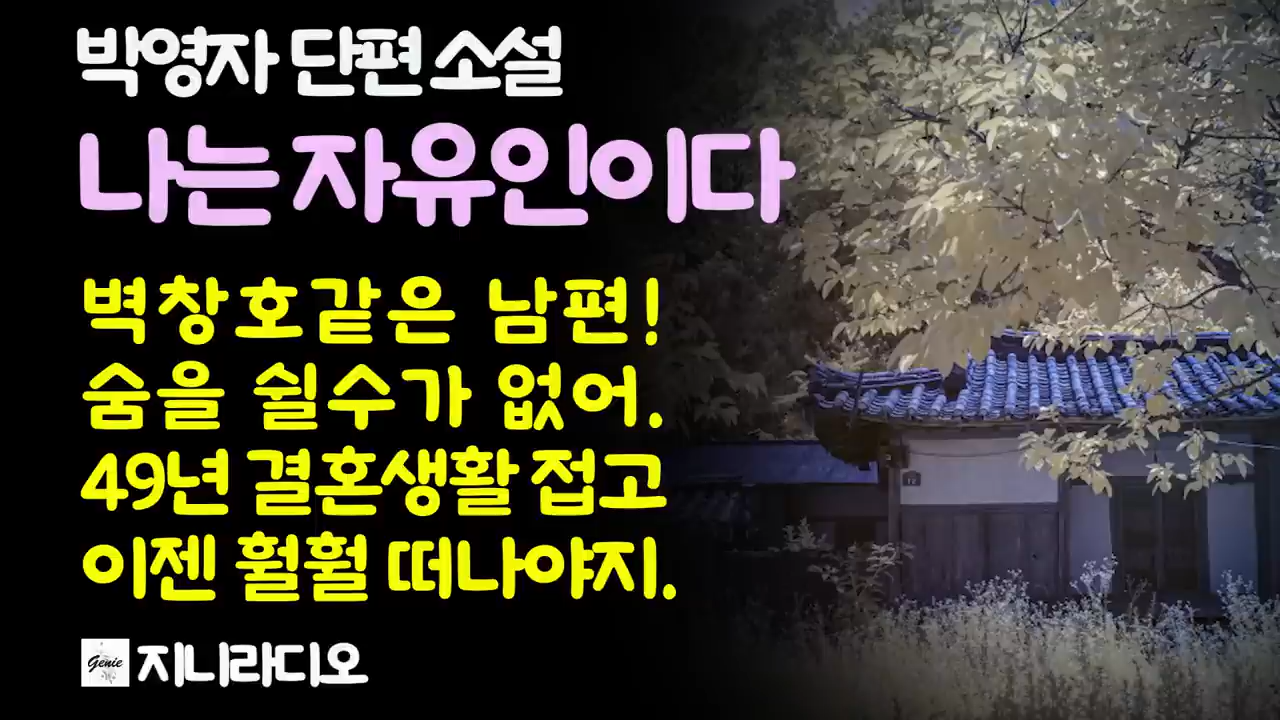 박영자 단편 소설
나는 자유인이다
벽창호같은 남편!
숨을 쉴수가 없어.
49년 결혼생활 접고
이젠 훨훨 떠나야지.
Genie 지니라디오